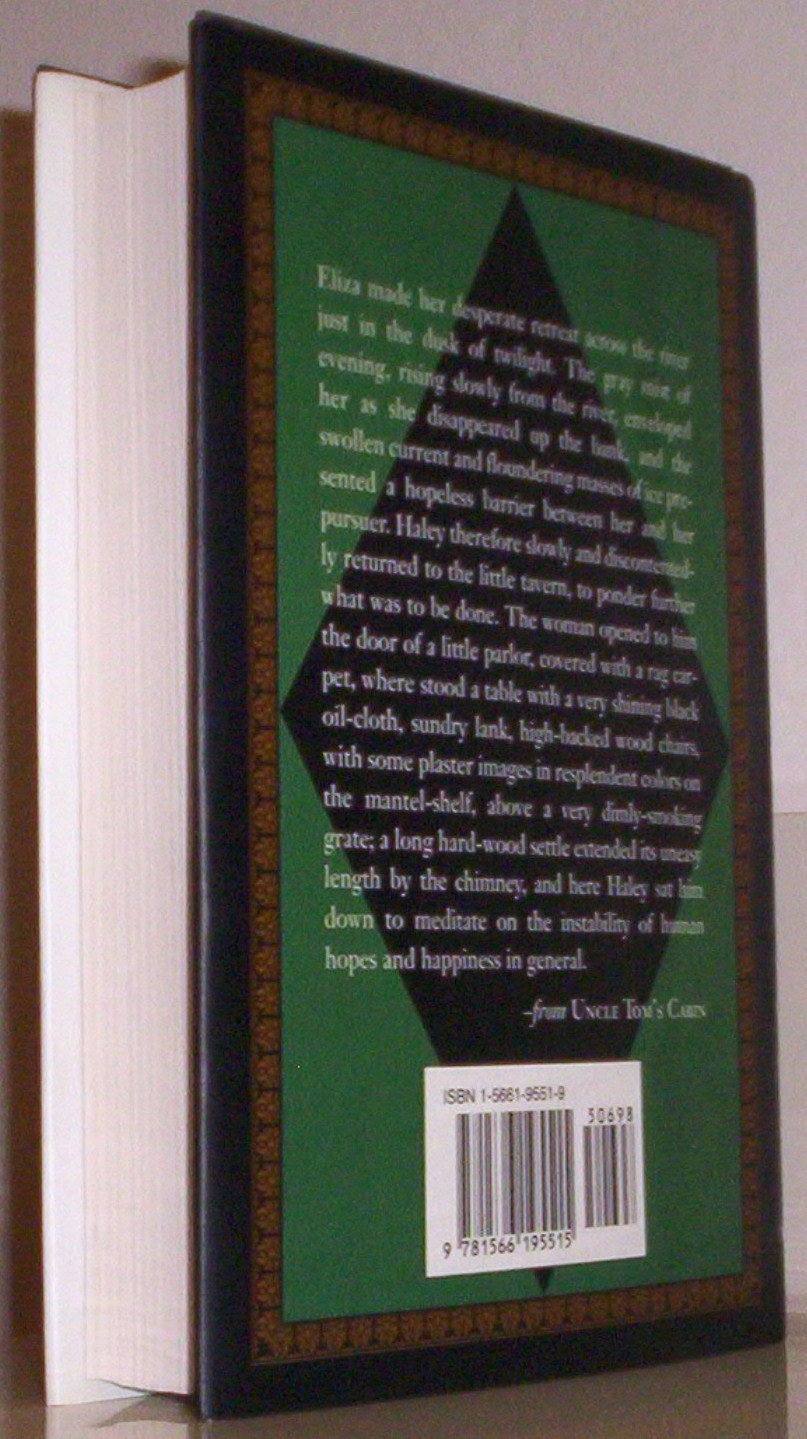 Eliza made her desperate retreat across the river
just in the dusk of twilight. The gray mist of
evening, rising slowly from the river, enveloped
her as she disappeared up the bank, and the
swollen current and floundering masses of ice pre-
sented a hopeless barrier between her and her
pursuer. Haley therefore slowly and discontented-
ly returned to the little tavern, to ponder further
what was to be done. The woman opened to him
the door of a little parlor, covered with a rag car-
pet, where stood a table with a very shining black
oil-cloth, sundry lank, high-backed wood chairs,
with some plaster images in resplendent colors on
the mantel-shelf, above a very dimly-smoking
grate; a long hard-wood settle extended its uneasy
length by the chimney, and here Haley sat him
down to meditate on the instability of human
hopes and happiness in general.
–from UNCLE TOM'S CABIN
ISBN 1-5661-9551-9
50698
9 781566 195515